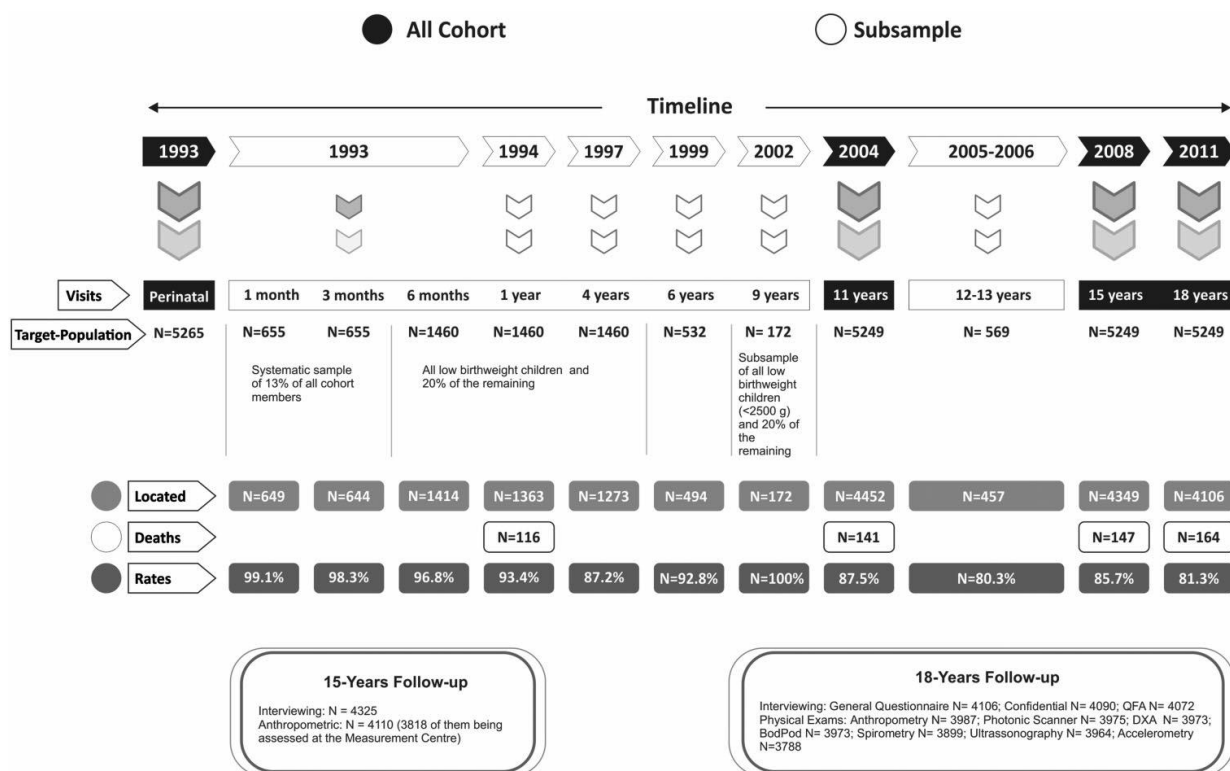 All Cohort
Subsample
Timeline
1993
1993
1994
1997
1999
2002
2004
2005-2006
2008
2011
Visits
Perinatal
1 month
3 months
6 months
1 year
4 years
6 years
9 years
11 years
12-13 years
15 years
18 years
Target-Population
N=5265
N=655
N=655
N=1460
N=1460
N=1460
N=532
N= 172
N=5249
N= 569
N=5249
N=5249
Systematic sample
of 13% of all cohort
members
All low birthweight children and
20% of the remaining
Subsample
of all low
birthweight
children
(<2500 g)
and 20% of
the
remaining
Located
N=649
N=644
N=1414
N=1363
N=1273
N=494
N=172
N=4452
N=457
N=4349
N=4106
Deaths
N=116
N=141
N=147
N=164
Rates
99.1%
98.3%
96.8%
93.4%
87.2%
N=92.8%
N=100%
87.5%
N=80.3%
85.7%
81.3%
15-Years Follow-up
Interviewing: N = 4325
Anthropometric: N = 4110 (3818 of them being
assessed at the Measurement Centre)
18-Years Follow-up
Interviewing: General Questionnaire N= 4106; Confidential N= 4090; QFA N= 4072
Physical Exams: Anthropometry N= 3987; Photonic Scanner N= 3975; DXA N= 3973;
BodPod N= 3973; Spirometry N= 3899; Ultrassonography N= 3964; Accelerometry
N=3788